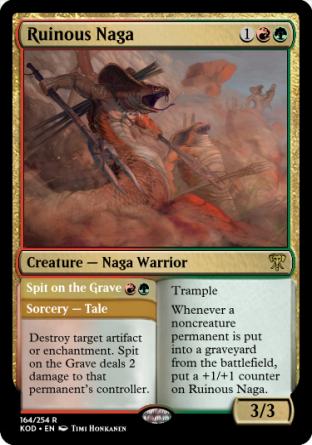 Ruinous Naga 1
Creature — Naga Warrior
Spit on the Grave
Sorcery — Tale
Destroy target artifact
or enchantment. Spit
on the Grave deals 2
damage to that
permanent's controller.
Trample
Whenever a
noncreature
permanent is put
into a graveyard
from the battlefield,
put a +1/+1 counter
on Ruinous Naga.
3/3
164/254 R
KOD • EN Timi Honkanen